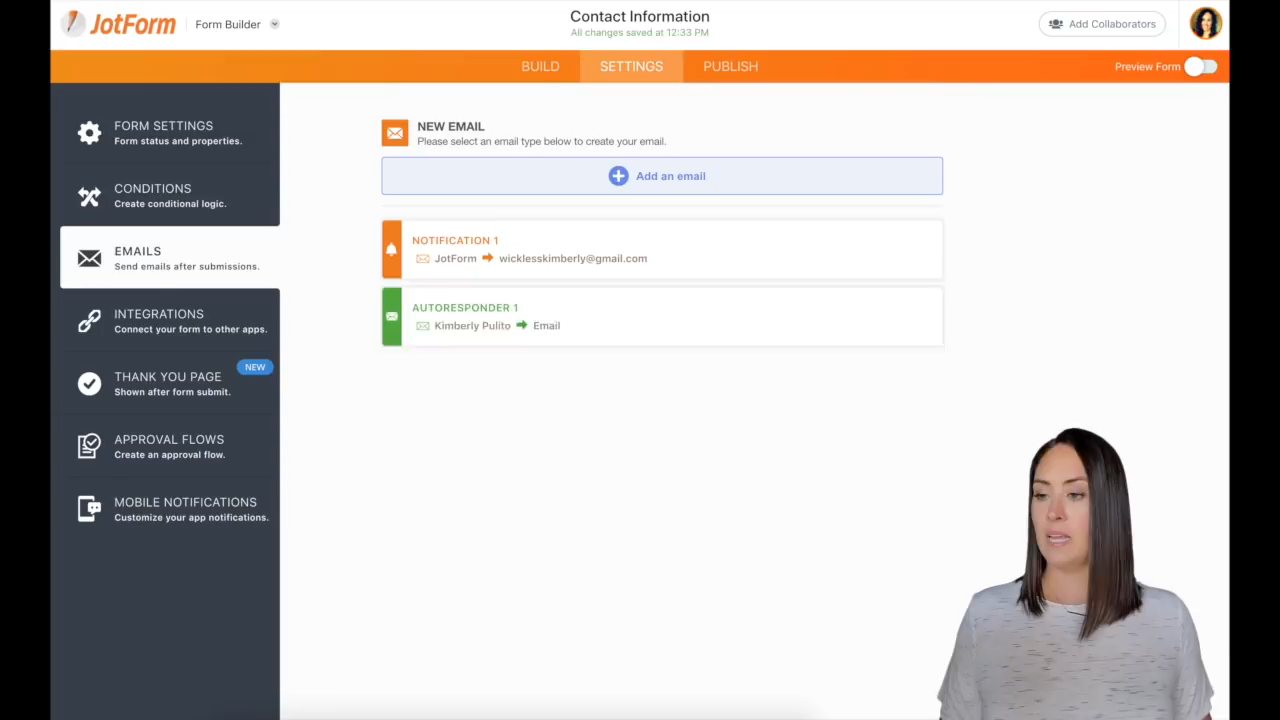 JotForm
Form Builder
Contact Information
All changes saved at 12:33 PM
Add Collaborators
BUILD
SETTINGS
PUBLISH
Preview Form
FORM SETTINGS
Form status and properties.
CONDITIONS
Create conditional logic.
EMAILS
Send emails after submissions.
INTEGRATIONS
Connect your form to other apps.
THANK YOU PAGE
NEW
Shown after form submit.
APPROVAL FLOWS
Create an approval flow.
MOBILE NOTIFICATIONS
Customize your app notifications.
NEW EMAIL
Please select an email type below to create your email.
Add an email
NOTIFICATION 1
JotForm wicklesskimberly@gmail.com
AUTORESPONDER 1
Kimberly Pulito Email